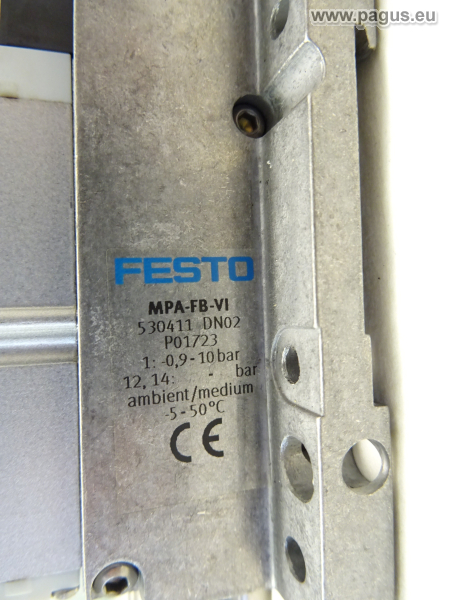 www.pagus.eu
FESTO
MPA-FB-VI
530411 DN02
P01723
1: -0,9-10 bar
12, 14: - bar
ambient/medium
-5-50°C
CE